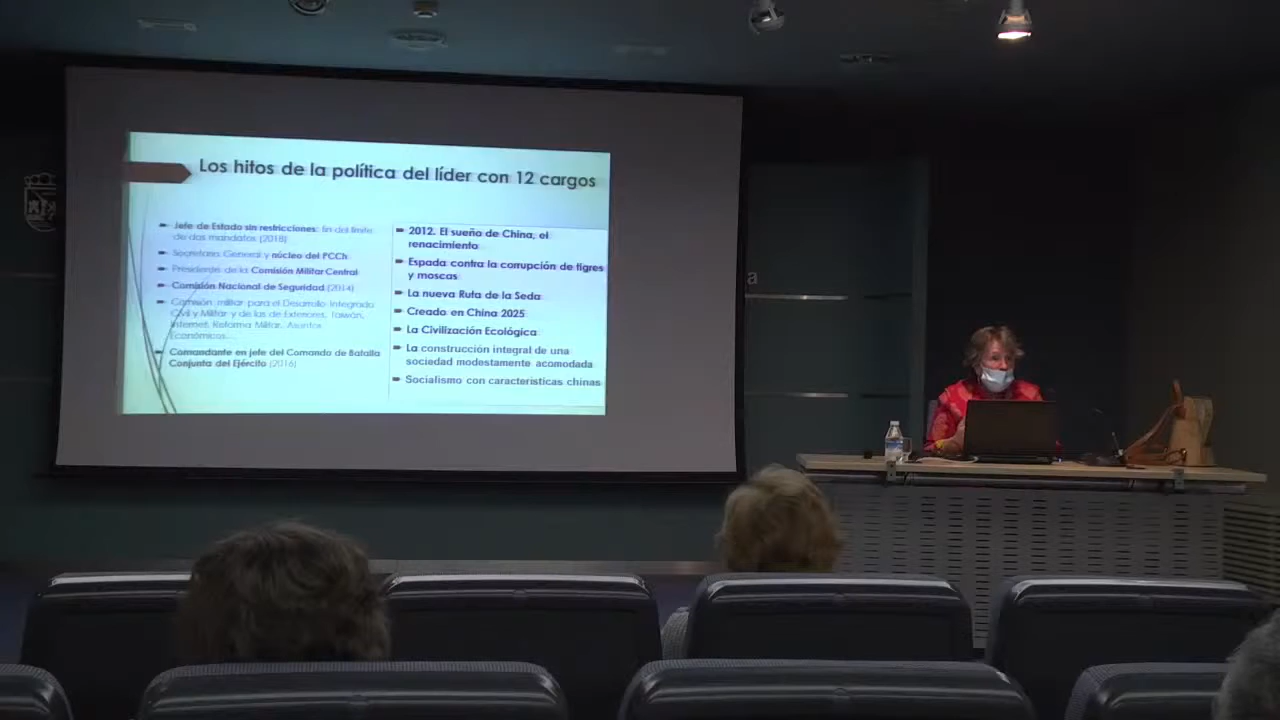 Los hitos de la política del líder con 12 cargos
Jefe de Estado sin restricciones: fin del límite
de dos mandatos (2018)
Secretario General y núcleo del PCCh
Presidente de la Comisión Militar Central
Comisión Nacional de Seguridad (2014)
Comisión militar para el Desarrollo Integrado
Civil y Militar y de las de Exteriores, Taiwán,
Internet, Reforma Militar, Asuntos
Económicos...
Comandante en jefe del Comando de Batalla
Conjunta del Ejército (2016)
2012. El sueño de China, el
renacimiento
Espada contra la corrupción de tigres
y moscas
La nueva Ruta de la Seda
Creado en China 2025
La Civilización Ecológica
La construcción integral de una
sociedad modestamente acomodada
Socialismo con características chinas
a